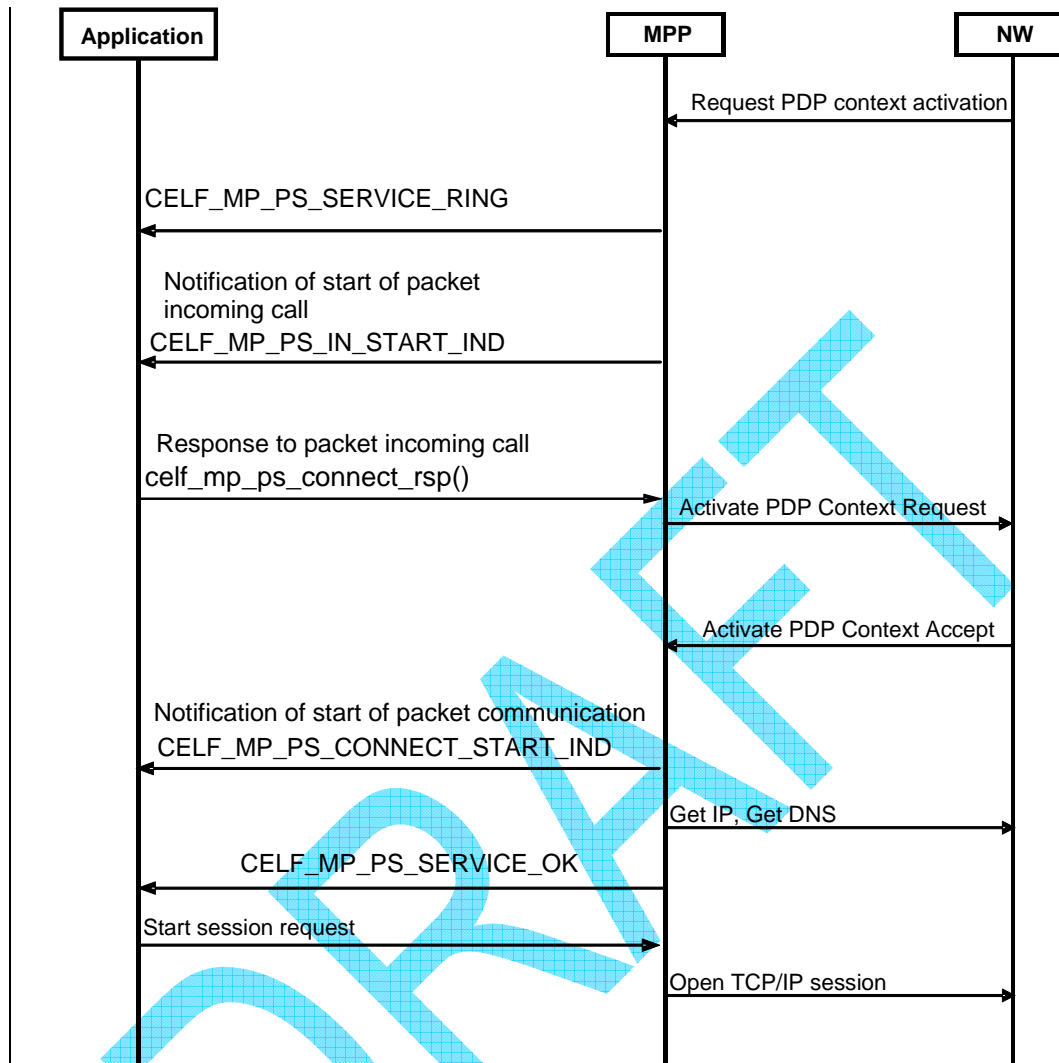 Application
MPP
NW
Request PDP context activation
CELF_MP_PS_SERVICE_RING
Notification of start of packet
incoming call
CELF_MP_PS_IN_START_IND
Response to packet incoming call
celf_mp_ps_connect_rsp()
Activate PDP Context Request
Activate PDP Context Accept
Notification of start of packet communication
CELF_MP_PS_CONNECT_START_IND
Get IP, Get DNS
CELF_MP_PS_SERVICE_OK
Start session request
Open TCP/IP session
DRAFT